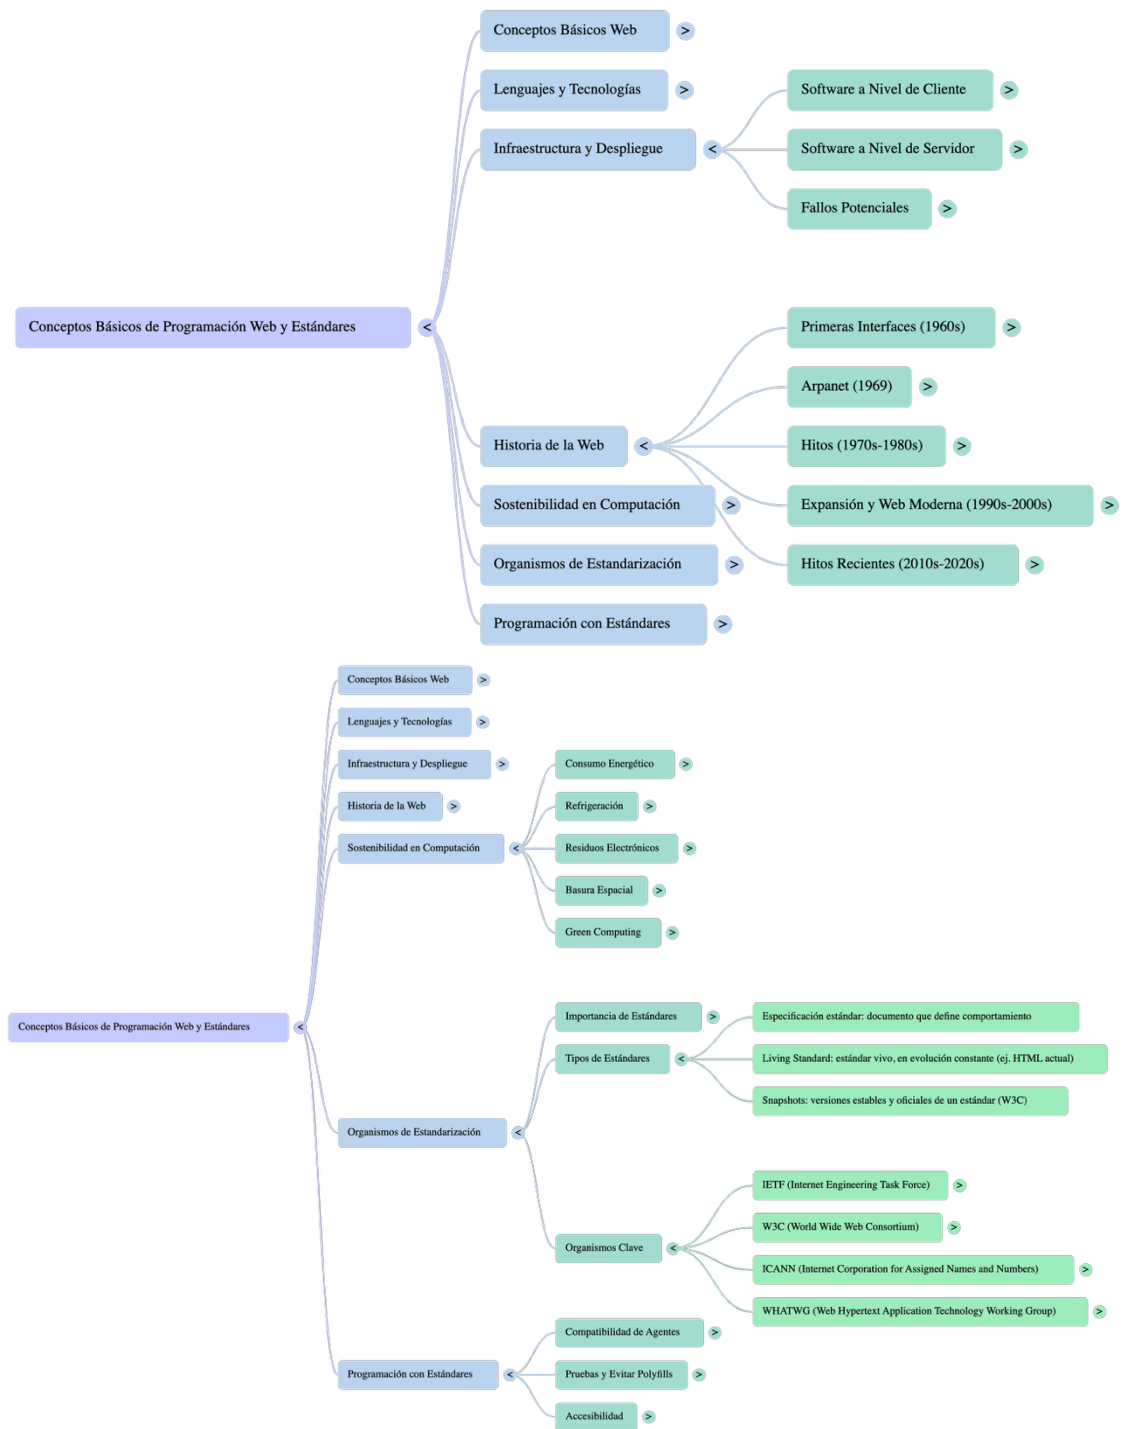 Conceptos Básicos Web >
Lenguajes y Tecnologías >
Software a Nivel de Cliente >
Infraestructura y Despliegue <
Software a Nivel de Servidor >
Fallos Potenciales >
Conceptos Básicos de Programación Web y Estándares <
Primeras Interfaces (1960s) >
Arpanet (1969) >
Historia de la Web <
Hitos (1970s-1980s) >
Sostenibilidad en Computación >
Expansión y Web Moderna (1990s-2000s) >
Organismos de Estandarización >
Hitos Recientes (2010s-2020s) >
Programación con Estándares >
Conceptos Básicos Web >
Lenguajes y Tecnologías >
Infraestructura y Despliegue >
Consumo Energético >
Historia de la Web >
Refrigeración >
Sostenibilidad en Computación <
Residuos Electrónicos >
Basura Espacial >
Green Computing >
Conceptos Básicos de Programación Web y Estándares <
Importancia de Estándares >
Especificación estándar: documento que define comportamiento
Tipos de Estándares <
Living Standard: estándar vivo, en evolución constante (ej. HTML actual)
Snapshots: versiones estables y oficiales de un estándar (W3C)
Organismos de Estandarización <
IETF (Internet Engineering Task Force) >
W3C (World Wide Web Consortium) >
Organismos Clave <
ICANN (Internet Corporation for Assigned Names and Numbers) >
WHATWG (Web Hypertext Application Technology Working Group) >
Compatibilidad de Agentes >
Programación con Estándares <
Pruebas y Evitar Polyfills >
Accesibilidad >